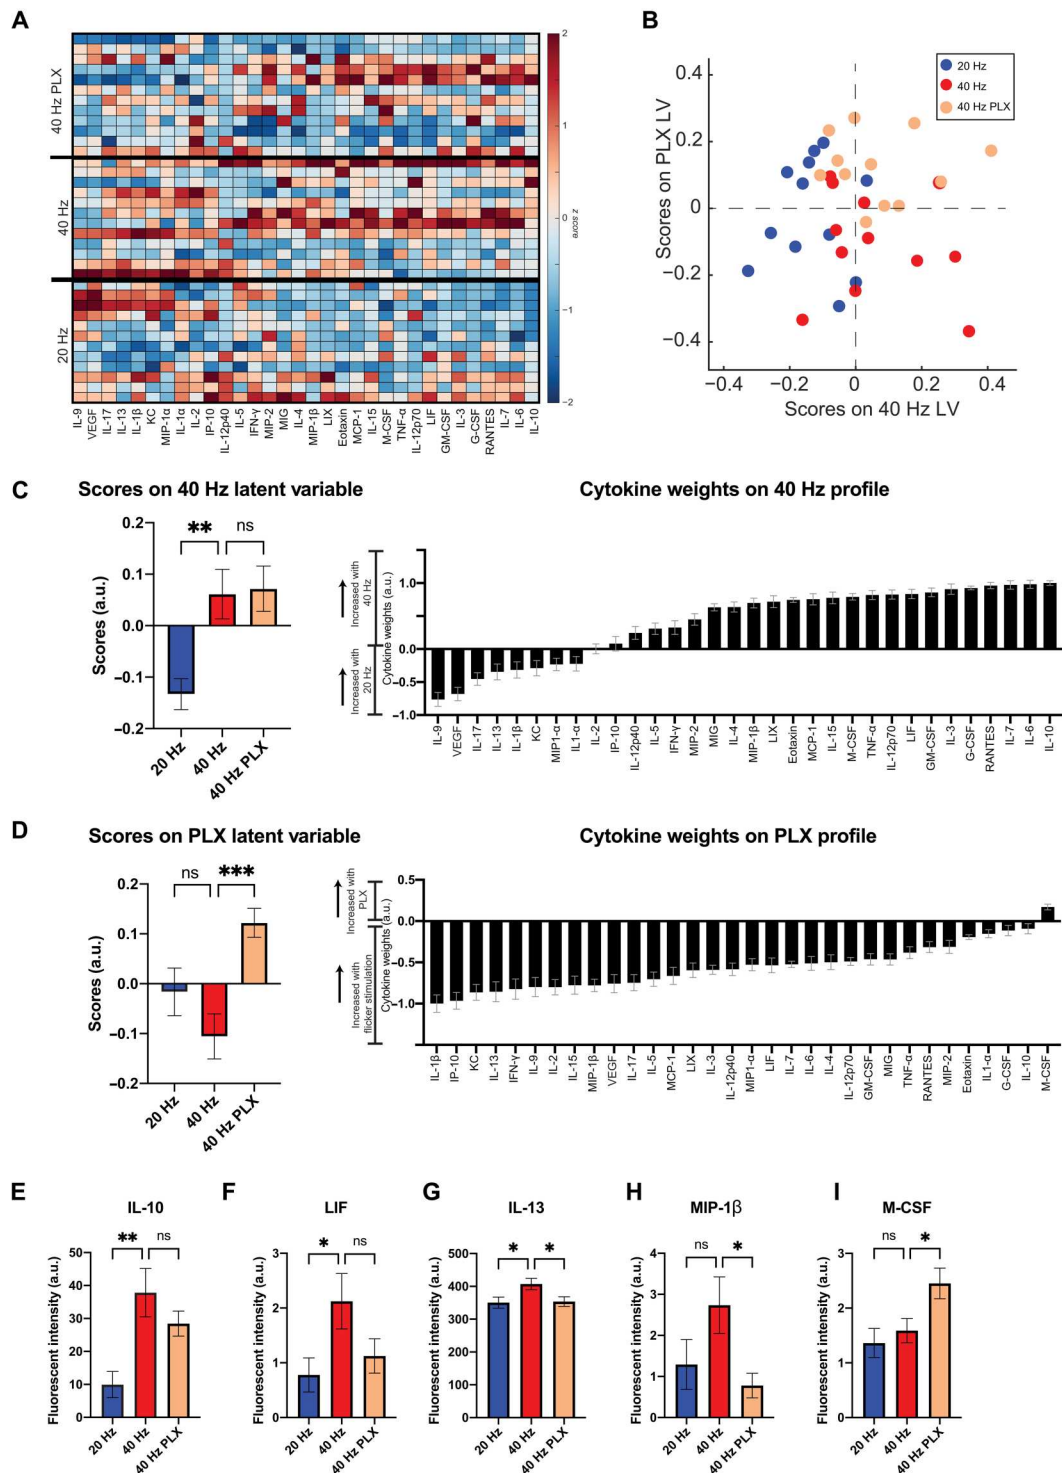 A
40 Hz PLX
40 Hz
20 Hz
2
1
0
−1
−2
z score
IL-9 VEGF IL-17 IL-13 IL-1β KC MIP-1α IL-1α IL-2 IP-10 IL-12p40 IL-5 IFN-γ MIP-2 MIG IL-4 MIP-1β LIX Eotaxin MCP-1 IL-15 M-CSF TNF-α IL-12p70 LIF GM-CSF IL-3 G-CSF RANTES IL-7 IL-6 IL-10
B
20 Hz
40 Hz
40 Hz PLX
Scores on PLX LV
0.4
0.2
0
−0.2
−0.4
−0.4 −0.2 0 0.2 0.4
Scores on 40 Hz LV
C
Scores on 40 Hz latent variable
Scores (a.u.)
0.2
0.1
0.0
−0.1
−0.2
** ns
20 Hz 40 Hz 40 Hz PLX
Cytokine weights on 40 Hz profile
Increased with
40 Hz
Increased with
20 Hz
Cytokine weights (a.u.)
1.0
0.0
−0.5
−1.0
IL-9 VEGF IL-17 IL-13 IL-1β KC MIP1-α IL1-α IL-2 IP-10 IL-12p40 IL-5 IFN-γ MIP-2 MIG IL-4 MIP-1β LIX Eotaxin MCP-1 IL-15 M-CSF TNF-α IL-12p70 LIF GM-CSF IL-3 G-CSF RANTES IL-7 IL-6 IL-10
D
Scores on PLX latent variable
Scores (a.u.)
0.2
0.1
0.0
−0.1
−0.2
ns ***
20 Hz 40 Hz 40 Hz PLX
Cytokine weights on PLX profile
Increased with
PLX
Increased with
flicker stimulation
Cytokine weights (a.u.)
0.5
0.0
−0.5
−1.0
IL-1β IP-10 KC IL-13 IFN-γ IL-9 IL-2 IL-15 MIP-1β VEGF IL-17 IL-5 MCP-1 LIX IL-3 IL-12p40 MIP1-α LIF IL-7 IL-6 IL-4 IL-12p70 GM-CSF MIG TNF-α RANTES MIP-2 Eotaxin IL1-α G-CSF IL-10 M-CSF
E
IL-10
Fluorescent intensity (a.u.)
50
40
30
20
10
0
** ns
20 Hz 40 Hz 40 Hz PLX
F
LIF
Fluorescent intensity (a.u.)
3
2
1
0
* ns
20 Hz 40 Hz 40 Hz PLX
G
IL-13
Fluorescent intensity (a.u.)
500
400
300
200
100
0
* *
20 Hz 40 Hz 40 Hz PLX
H
MIP-1β
Fluorescent intensity (a.u.)
4
3
2
1
0
ns *
20 Hz 40 Hz 40 Hz PLX
I
M-CSF
Fluorescent intensity (a.u.)
3
2
1
0
ns *
20 Hz 40 Hz 40 Hz PLX